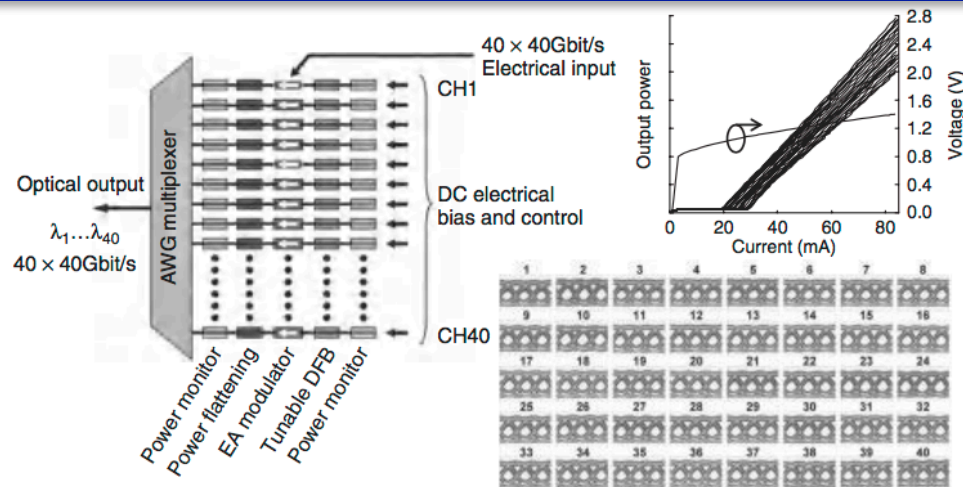 40 × 40Gbit/s
Electrical input
CH1
Optical output
λ1…λ40
40 × 40Gbit/s
AWG multiplexer
DC electrical
bias and control
CH40
Power monitor
Power flattening
EA modulator
Tunable DFB
Power monitor
Output power
2.8
2.4
2.0
1.6
1.2
0.8
0.4
0.0
Voltage (V)
0 20 40 60 80
Current (mA)
1 2 3 4 5 6 7 8
9 10 11 12 13 14 15 16
17 18 19 20 21 22 23 24
25 26 27 28 29 30 31 32
33 34 35 36 37 38 39 40